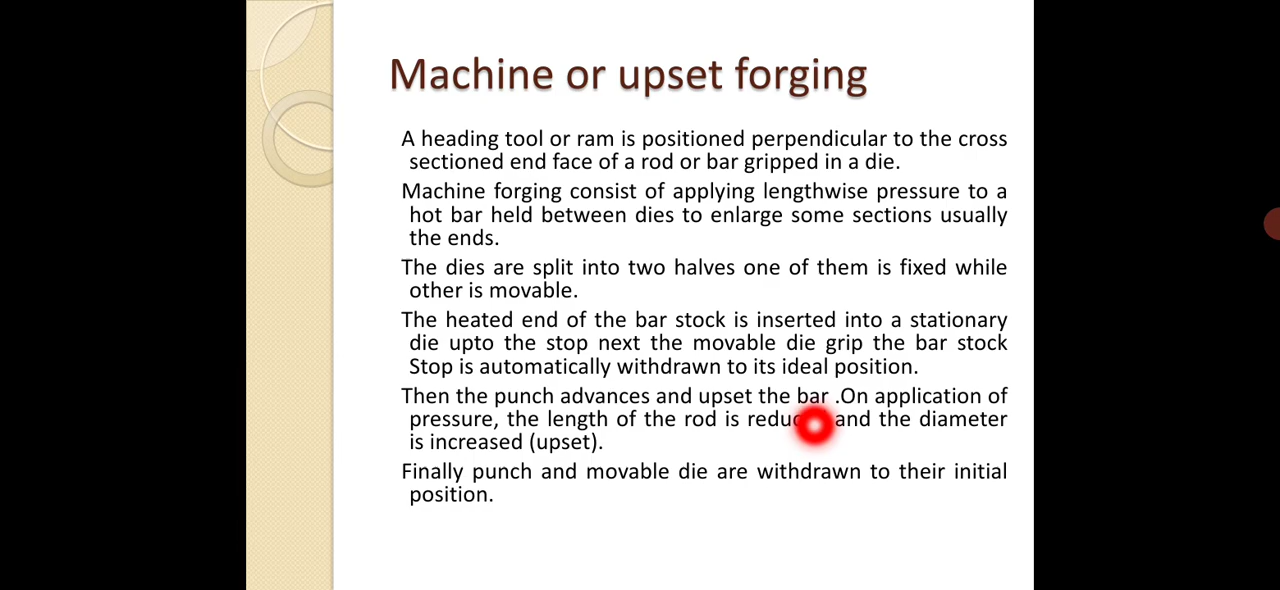 Machine or upset forging
A heading tool or ram is positioned perpendicular to the cross
sectioned end face of a rod or bar gripped in a die.
Machine forging consist of applying lengthwise pressure to a
hot bar held between dies to enlarge some sections usually
the ends.
The dies are split into two halves one of them is fixed while
other is movable.
The heated end of the bar stock is inserted into a stationary
die upto the stop next the movable die grip the bar stock
Stop is automatically withdrawn to its ideal position.
Then the punch advances and upset the bar .On application of
pressure, the length of the rod is and the diameter
is increased (upset).
Finally punch and movable die are withdrawn to their initial
position.